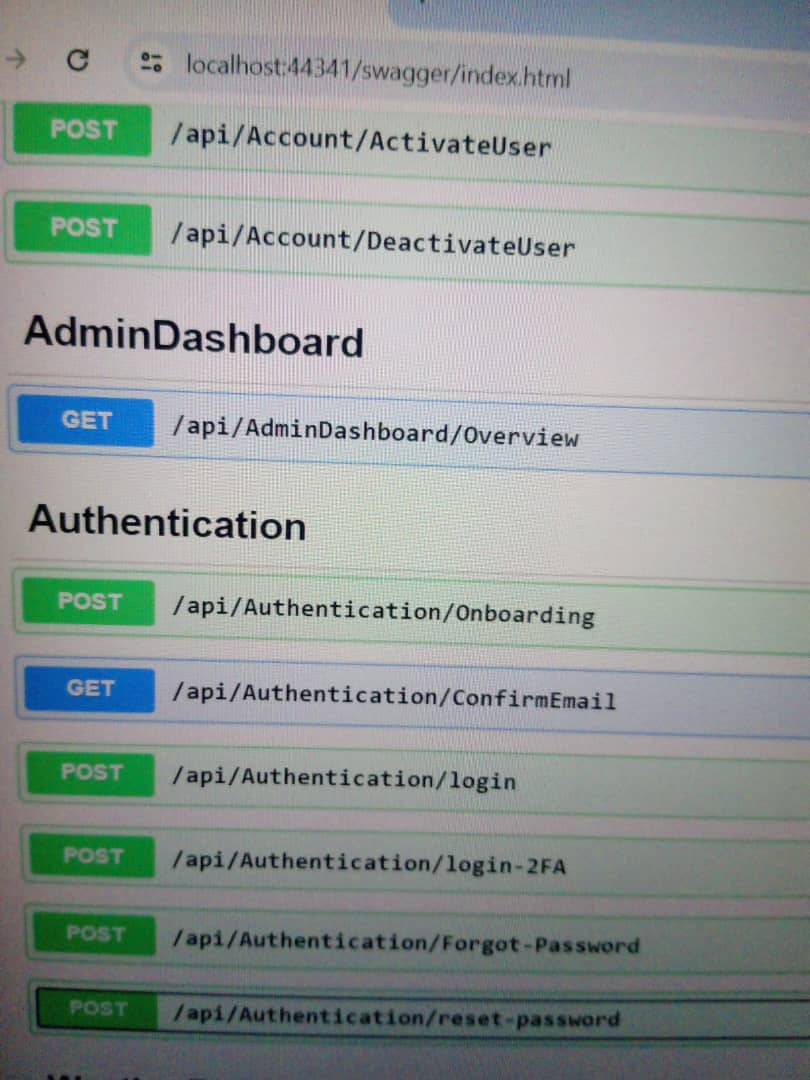 localhost:44341/swagger/index.html
POST /api/Account/ActivateUser
POST /api/Account/DeactivateUser
AdminDashboard
GET /api/AdminDashboard/Overview
Authentication
POST /api/Authentication/Onboarding
GET /api/Authentication/ConfirmEmail
POST /api/Authentication/login
POST /api/Authentication/login-2FA
POST /api/Authentication/Forgot-Password
POST /api/Authentication/reset-password